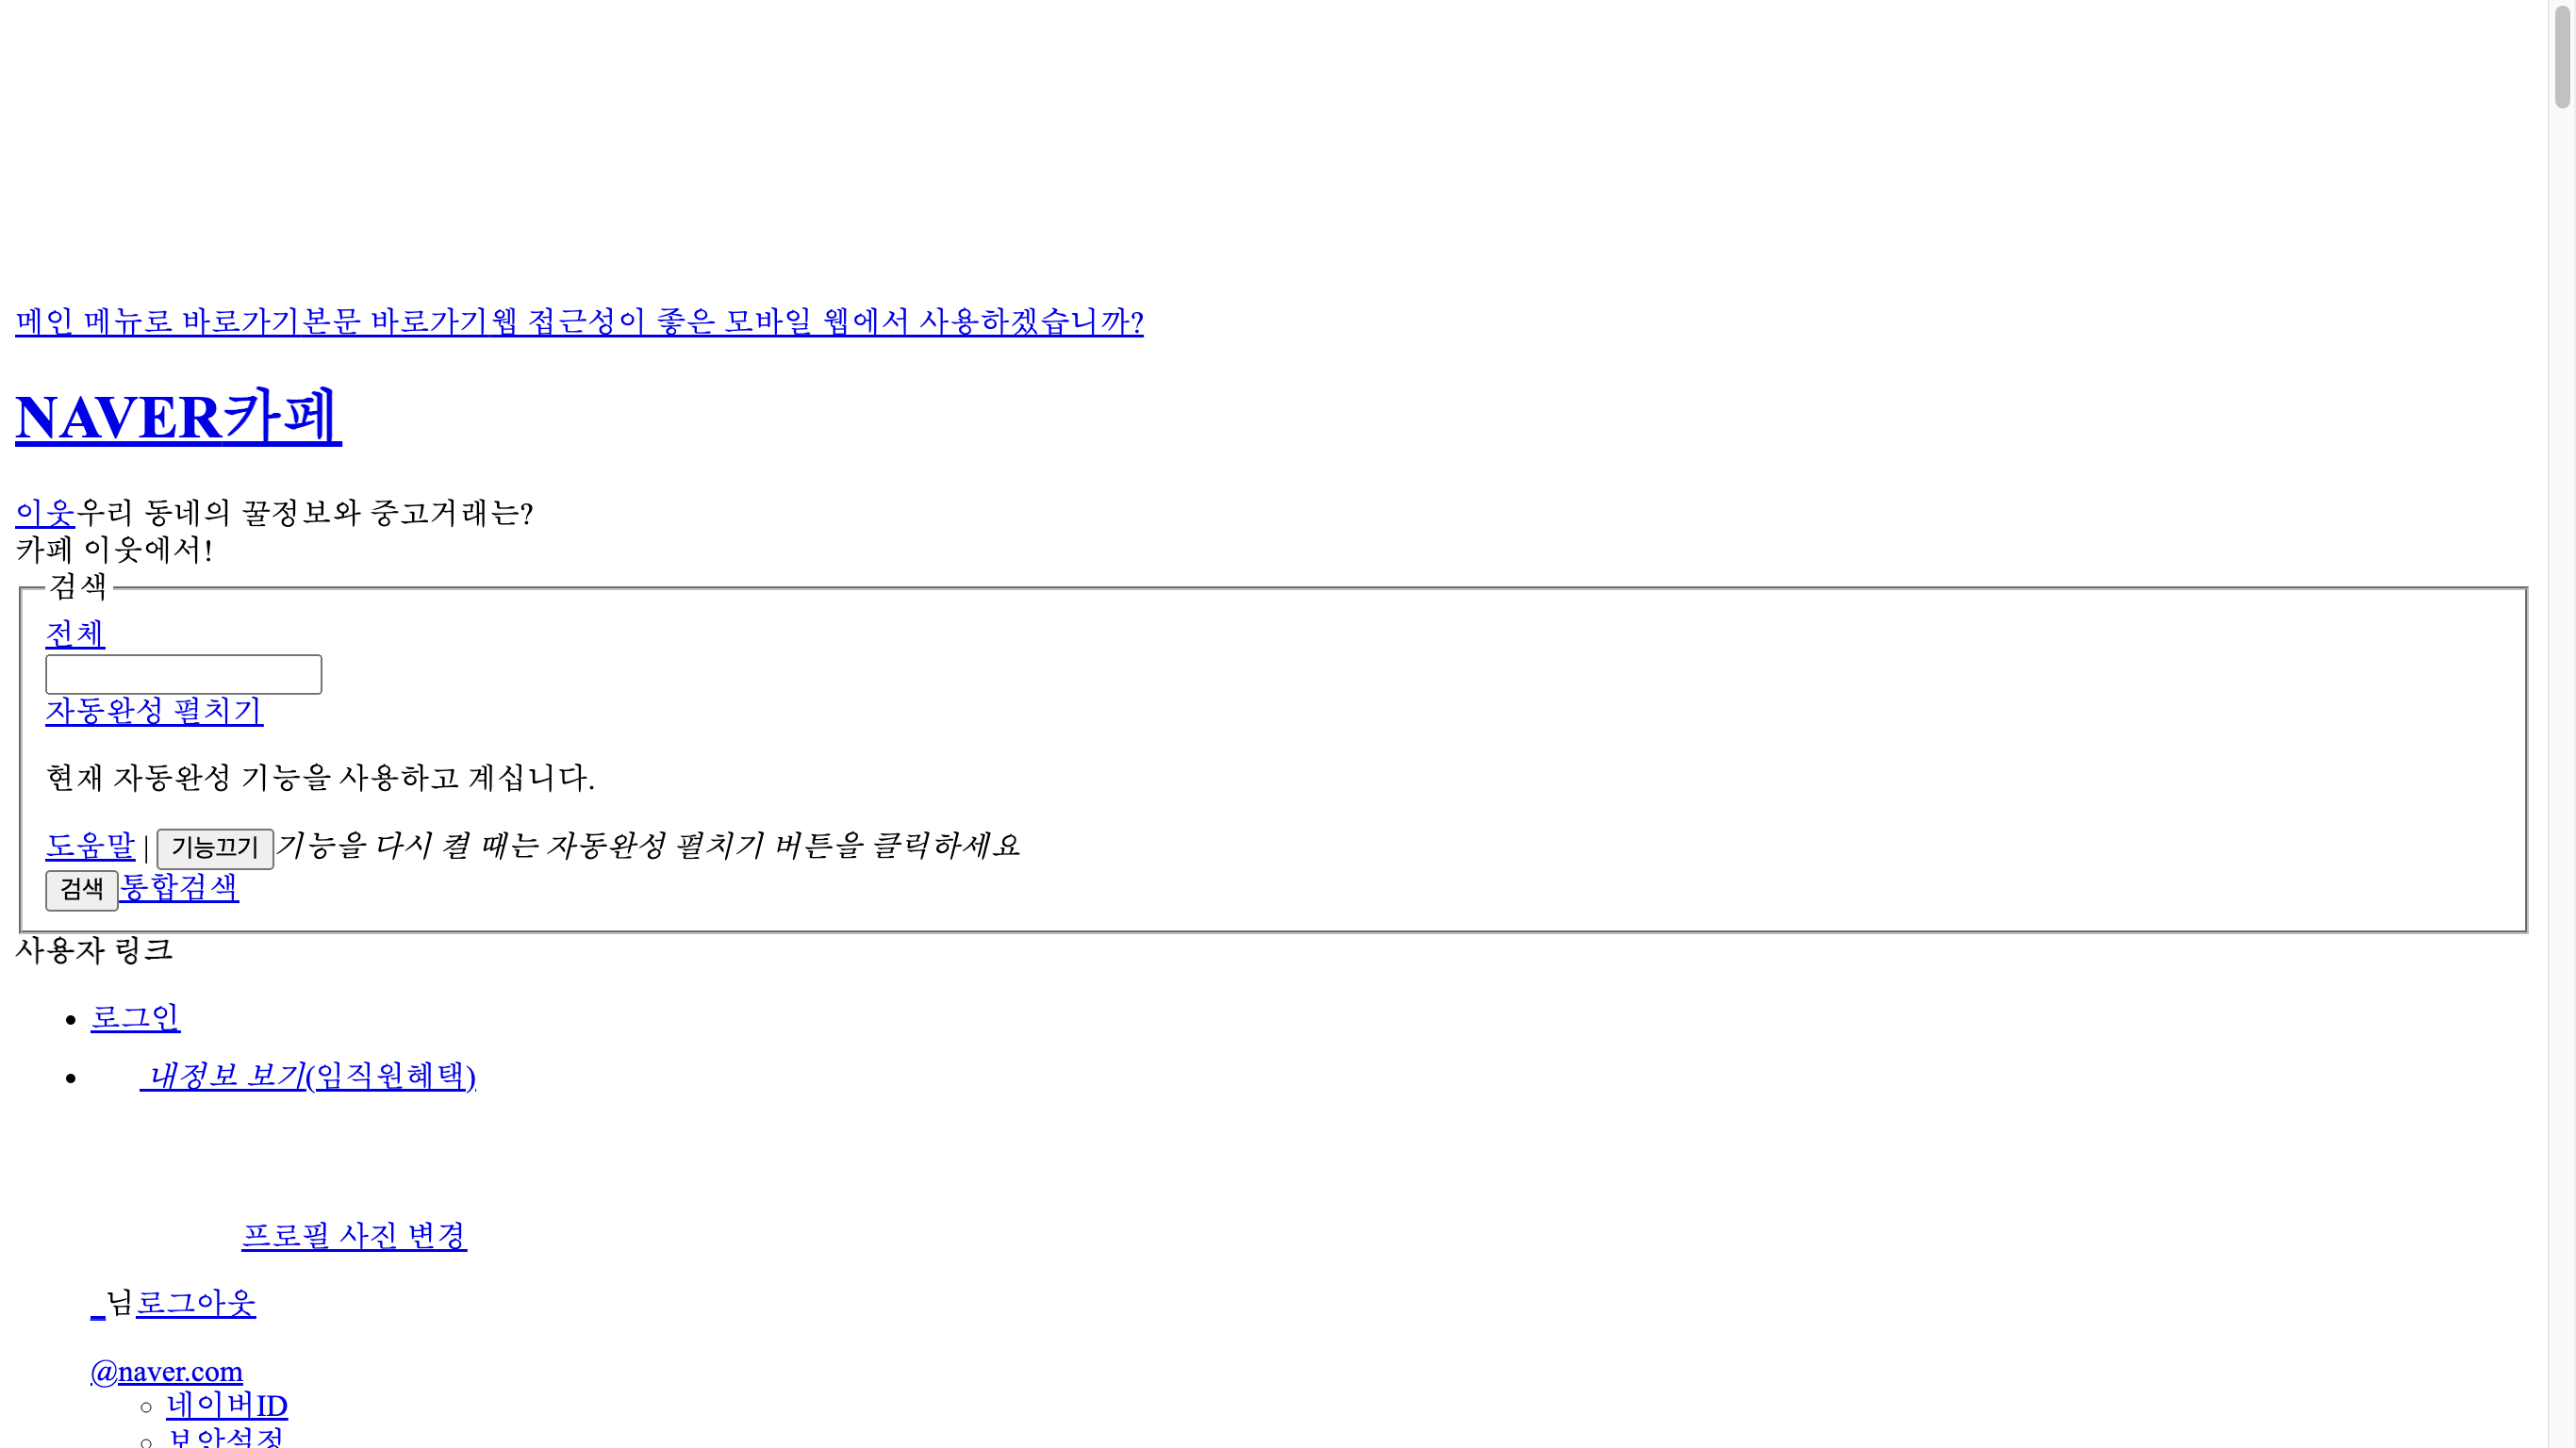 메인 메뉴로 바로가기본문 바로가기웹 접근성이 좋은 모바일 웹에서 사용하겠습니까?
NAVER카페
이웃우리 동네의 꿀정보와 중고거래는?
카페 이웃에서!
검색
전체
자동완성 펼치기
현재 자동완성 기능을 사용하고 계십니다.
도움말 | 기능끄기기능을 다시 켤 때는 자동완성 펼치기 버튼을 클릭하세요
검색통합검색
사용자 링크
로그인
내정보 보기(임직원혜택)
프로필 사진 변경
님로그아웃
@naver.com
네이버ID
보안설정